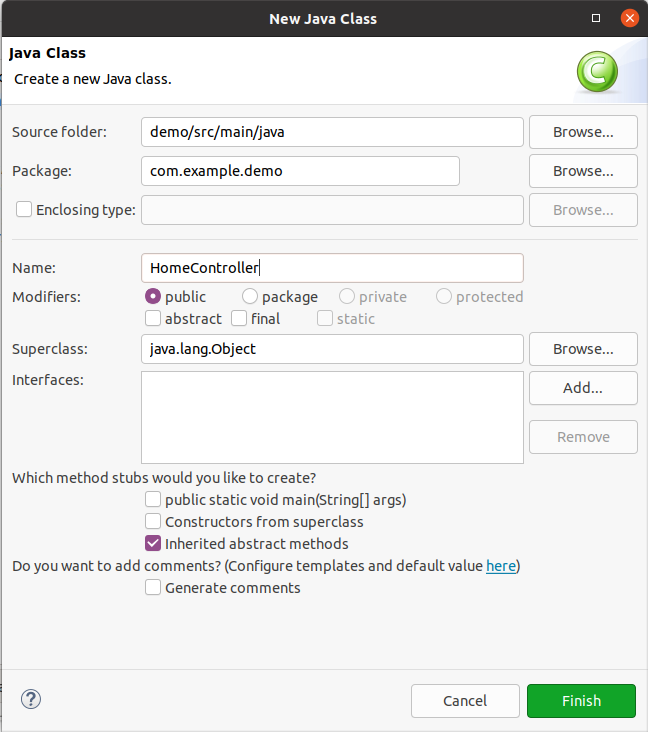 New Java Class
Java Class
Create a new Java class.
C
Source folder: demo/src/main/java Browse...
Package: com.example.demo Browse...
Enclosing type: Browse...
Name: HomeController
Modifiers: public package private protected
abstract final static
Superclass: java.lang.Object Browse...
Interfaces: Add...
Remove
Which method stubs would you like to create?
public static void main(String[] args)
Constructors from superclass
Inherited abstract methods
Do you want to add comments? (Configure templates and default value here)
Generate comments
? Cancel Finish